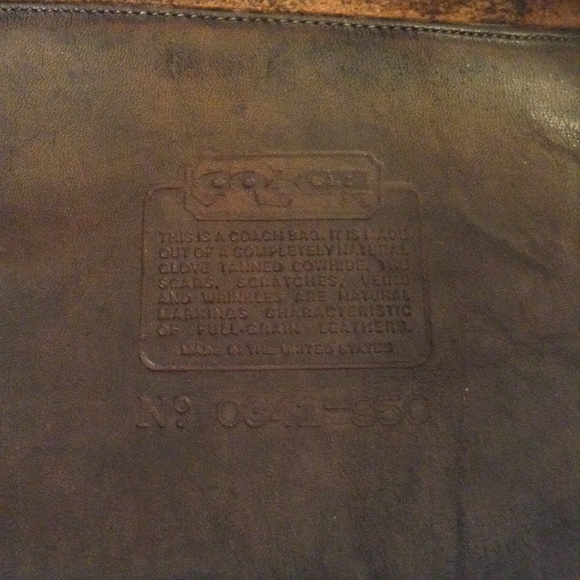 COACH
THIS IS A COACH BAG. IT IS MADE
OUT OF A COMPLETELY NATURAL
GLOVE TANNED COWHIDE, THE
SCARS, SCRATCHES, VEINS
AND WRINKLES ARE NATURAL
MARKINGS CHARACTERISTIC
OF FULL-GRAIN LEATHERS.
MADE IN THE UNITED STATES
Nº 0341-350